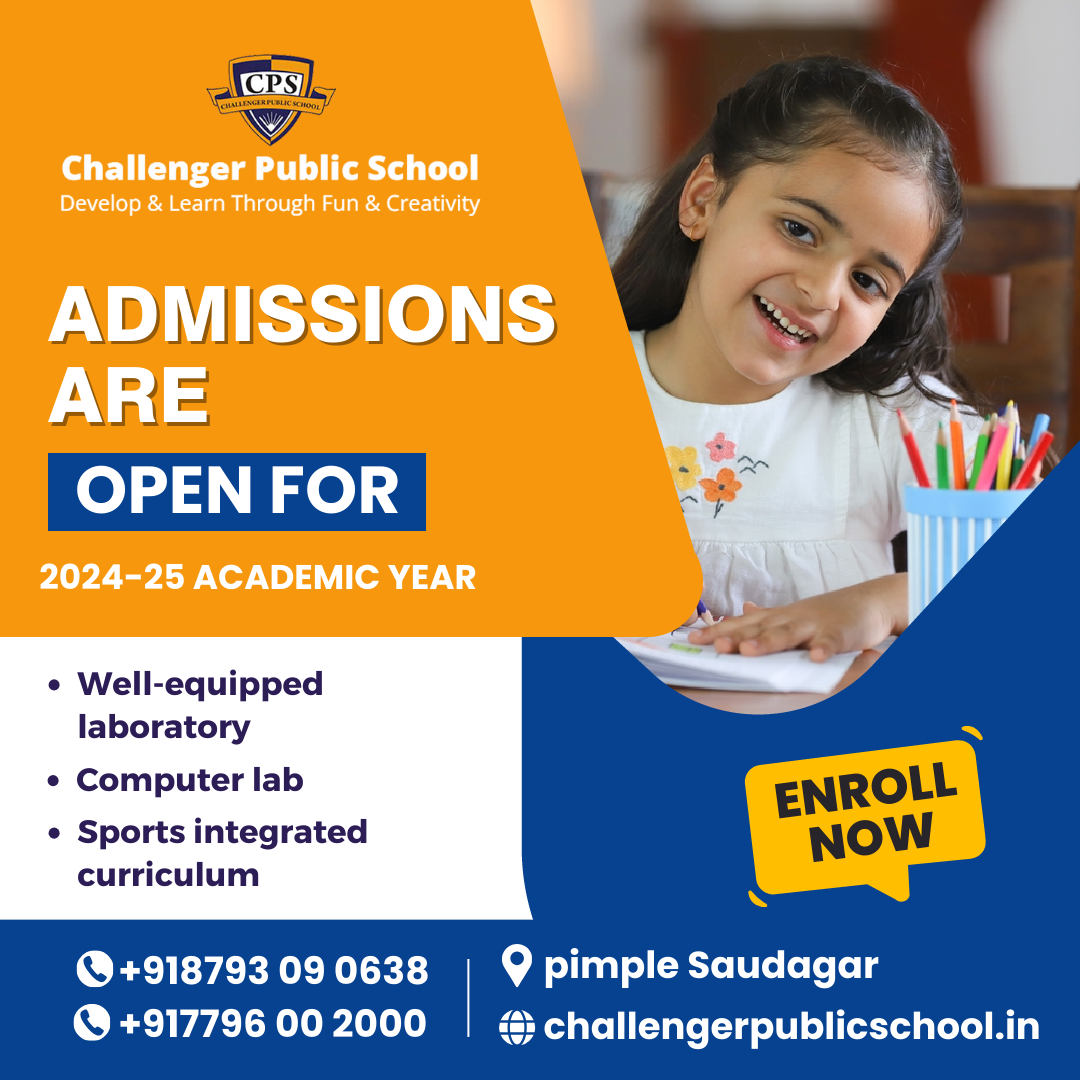 CPS
CHALLENGER PUBLIC SCHOOL
Challenger Public School
Develop & Learn Through Fun & Creativity
ADMISSIONS
ARE
OPEN FOR
2024-25 ACADEMIC YEAR
• Well-equipped
laboratory
• Computer lab
• Sports integrated
curriculum
ENROLL
NOW
+918793 09 0638
+917796 00 2000
pimple Saudagar
challengerpublicschool.in